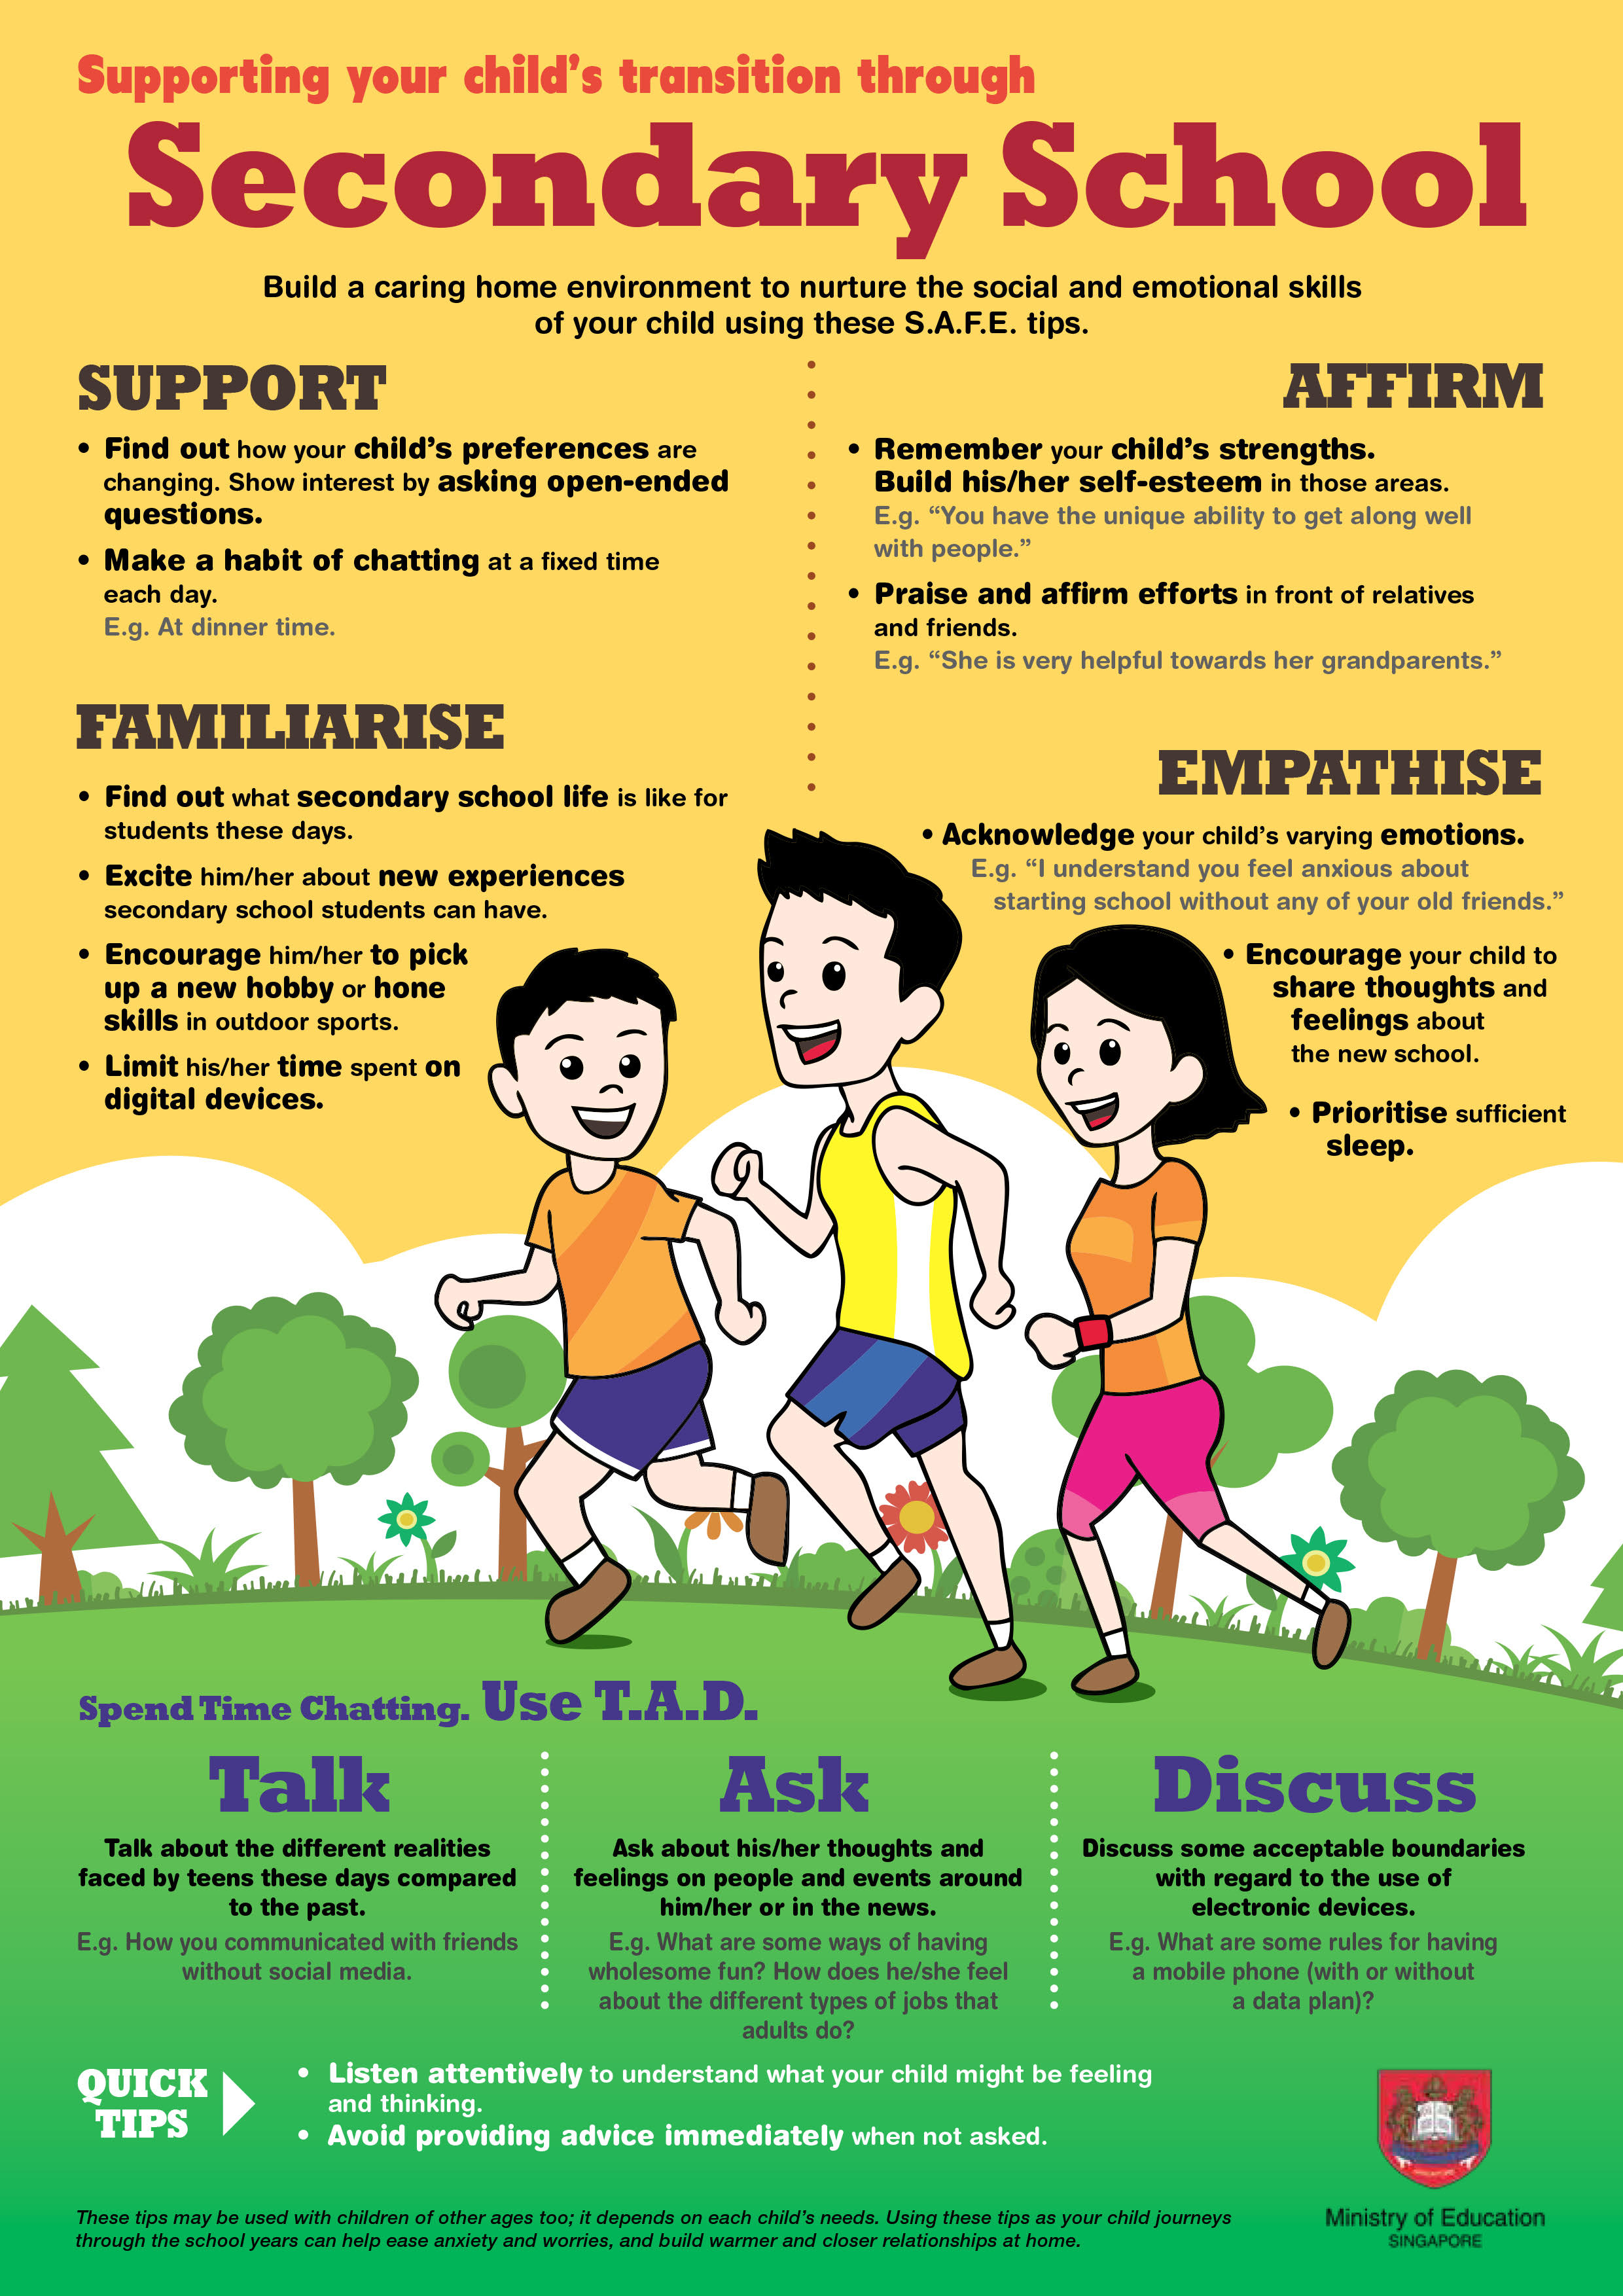 Supporting your child's transition through
Secondary School
Build a caring home environment to nurture the social and emotional skills
of your child using these S.A.F.E. tips.
SUPPORT
• Find out how your child's preferences are
changing. Show interest by asking open-ended
questions.
• Make a habit of chatting at a fixed time
each day.
E.g. At dinner time.
AFFIRM
• Remember your child's strengths.
Build his/her self-esteem in those areas.
E.g. “You have the unique ability to get along well
with people.”
• Praise and affirm efforts in front of relatives
and friends.
E.g. “She is very helpful towards her grandparents.”
FAMILIARISE
• Find out what secondary school life is like for
students these days.
• Excite him/her about new experiences
secondary school students can have.
• Encourage him/her to pick
up a new hobby or hone
skills in outdoor sports.
• Limit his/her time spent on
digital devices.
EMPATHISE
• Acknowledge your child's varying emotions.
E.g. “I understand you feel anxious about
starting school without any of your old friends.”
• Encourage your child to
share thoughts and
feelings about
the new school.
• Prioritise sufficient
sleep.
Spend Time Chatting. Use T.A.D.
Talk
Talk about the different realities
faced by teens these days compared
to the past.
E.g. How you communicated with friends
without social media.
Ask
Ask about his/her thoughts and
feelings on people and events around
him/her or in the news.
E.g. What are some ways of having
wholesome fun? How does he/she feel
about the different types of jobs that
adults do?
Discuss
Discuss some acceptable boundaries
with regard to the use of
electronic devices.
E.g. What are some rules for having
a mobile phone (with or without
a data plan)?
QUICK
TIPS
• Listen attentively to understand what your child might be feeling
and thinking.
• Avoid providing advice immediately when not asked.
These tips may be used with children of other ages too; it depends on each child's needs. Using these tips as your child journeys
through the school years can help ease anxiety and worries, and build warmer and closer relationships at home.
Ministry of Education
SINGAPORE